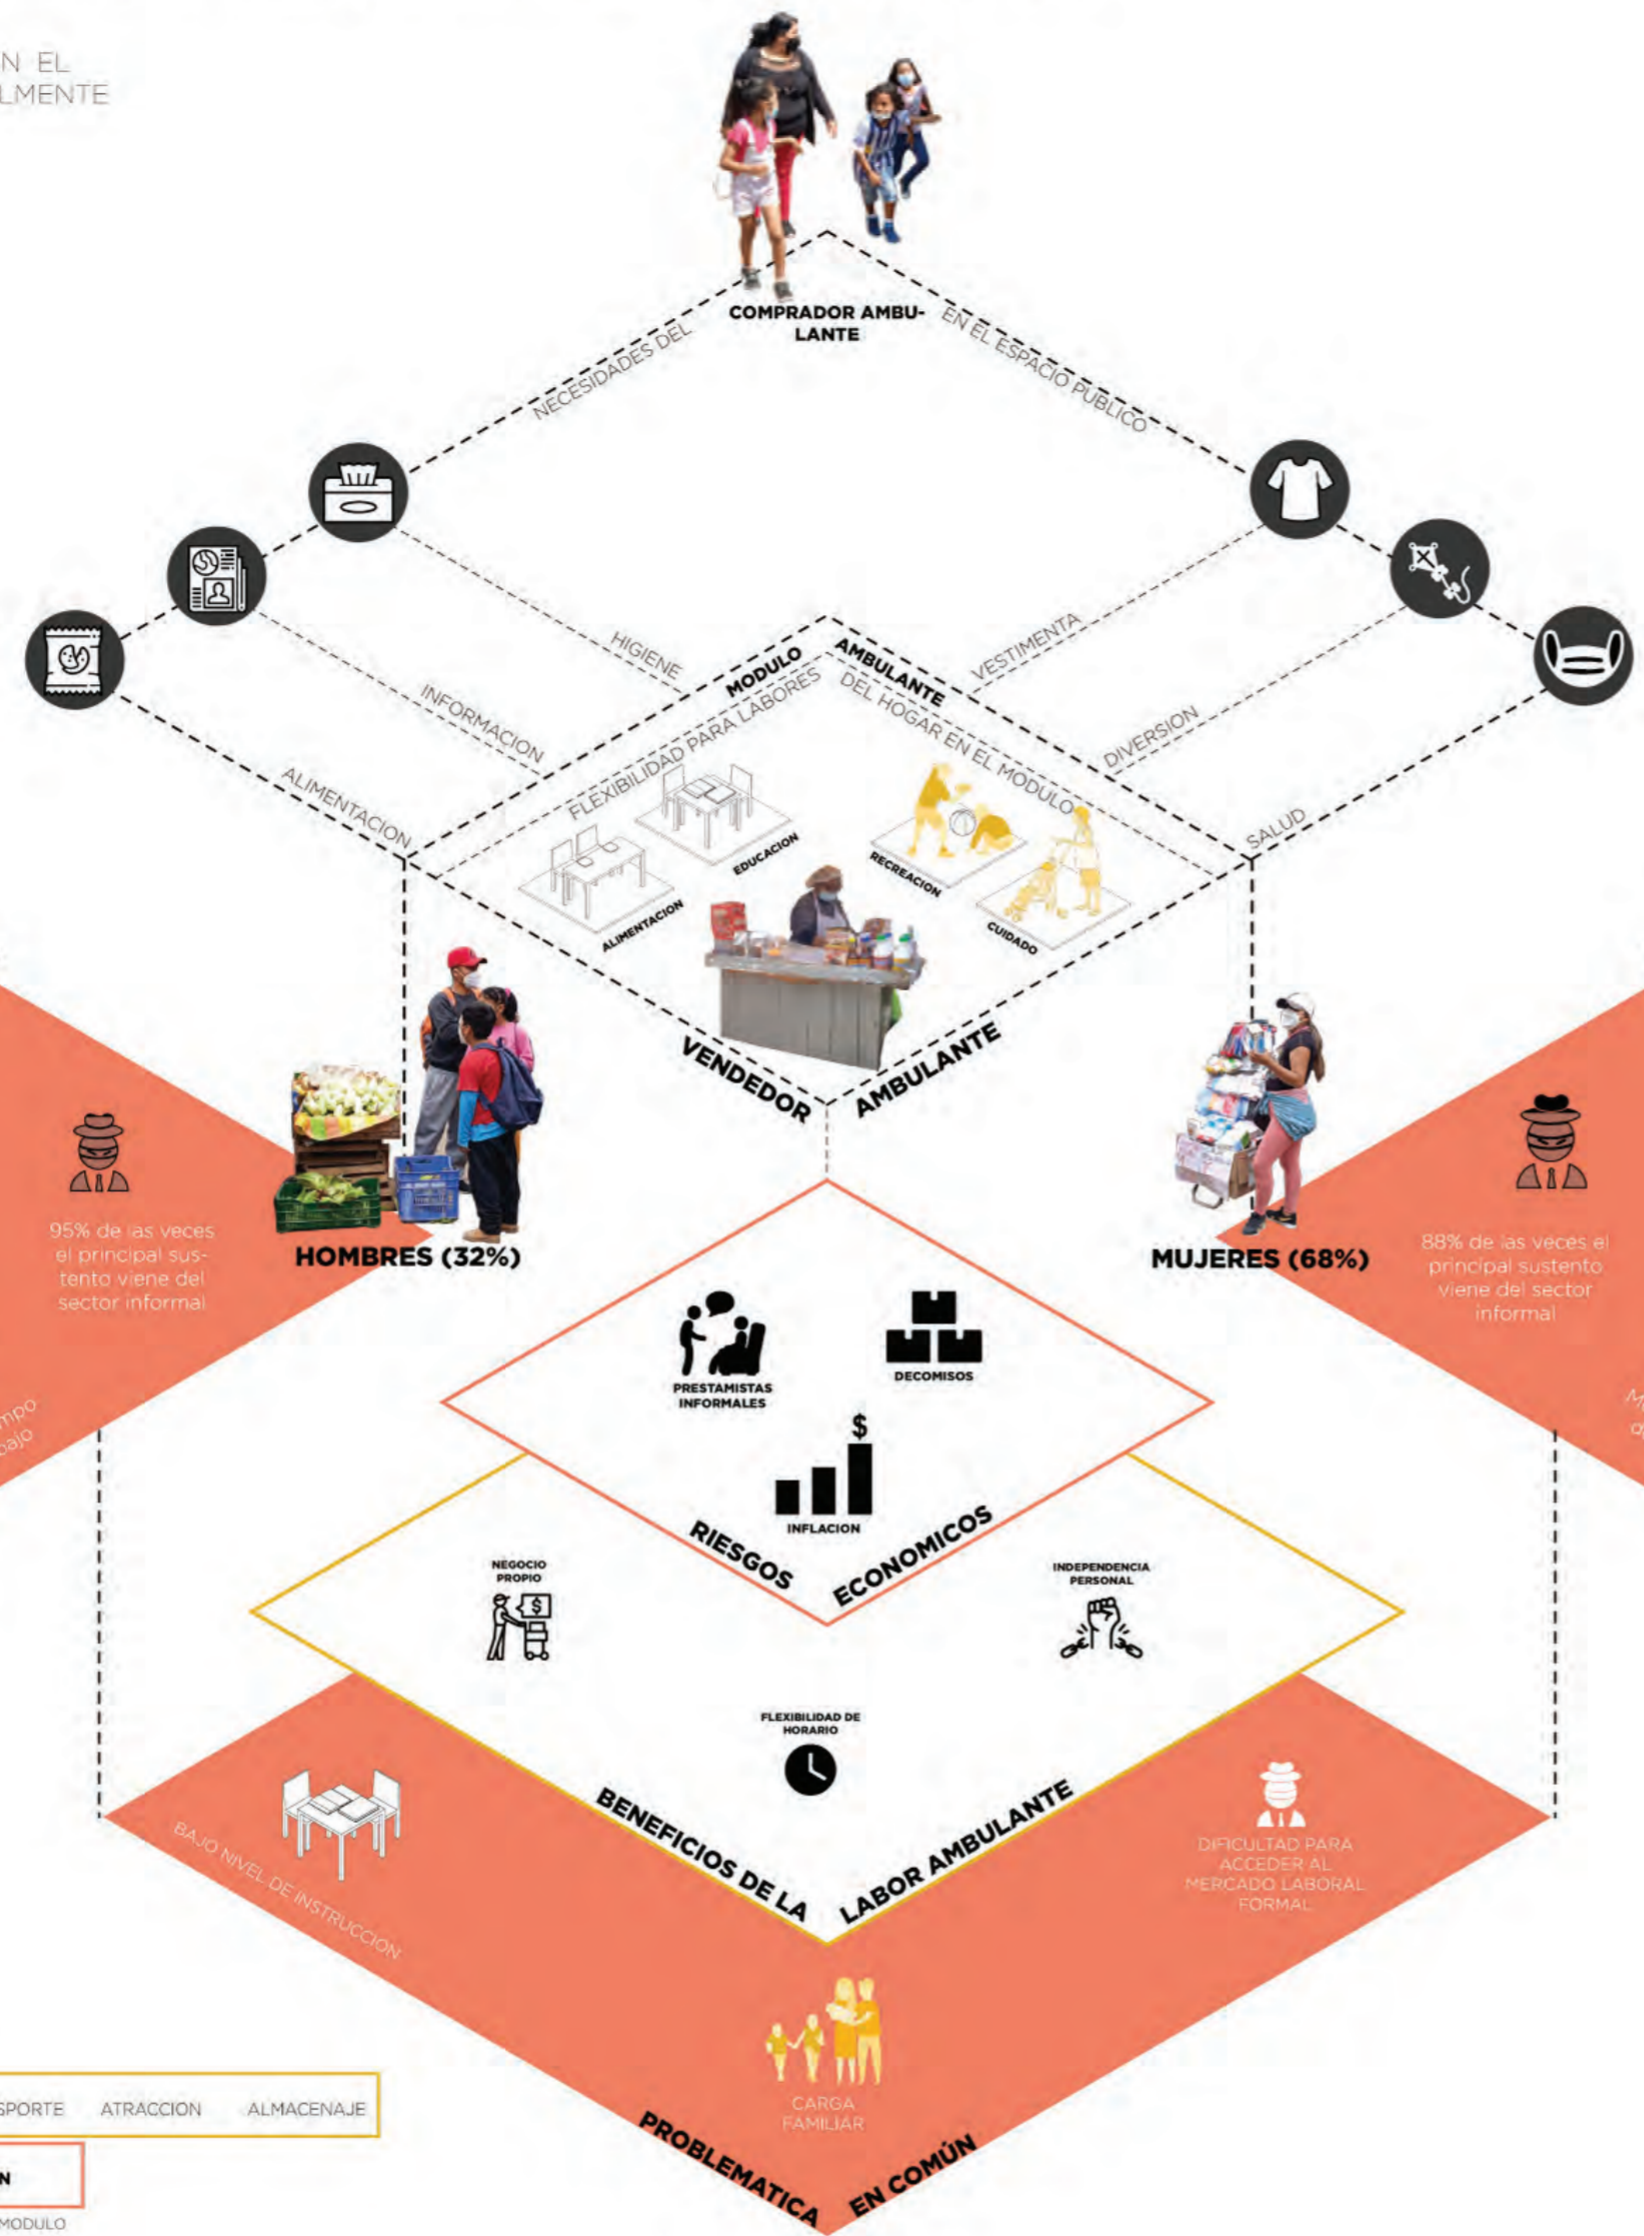 N EL
LMENTE
COMPRADOR AMBU-
LANTE
NECESIDADES DEL
EN EL ESPACIO PUBLICO
HIGIENE
INFORMACION
ALIMENTACION
VESTIMENTA
DIVERSION
SALUD
MODULO
AMBULANTE
FLEXIBILIDAD PARA LABORES
DEL HOGAR EN EL MODULO
EDUCACION
ALIMENTACION
RECREACION
CUIDADO
VENDEDOR
AMBULANTE
95% de las veces
el principal sus-
tento viene del
sector informal
HOMBRES (32%)
MUJERES (68%)
88% de las veces el
principal sustento
viene del sector
informal
PRESTAMISTAS
INFORMALES
DECOMISOS
$
INFLACION
RIESGOS
ECONOMICOS
NEGOCIO
PROPIO
$
INDEPENDENCIA
PERSONAL
FLEXIBILIDAD DE
HORARIO
BENEFICIOS DE LA
LABOR AMBULANTE
BAJO NIVEL DE INSTRUCCION
DIFICULTAD PARA
ACCEDER AL
MERCADO LABORAL
FORMAL
CARGA
FAMILIAR
PROBLEMATICA
EN COMÚN
SPORTE ATRACCION ALMACENAJE
N
MODULO